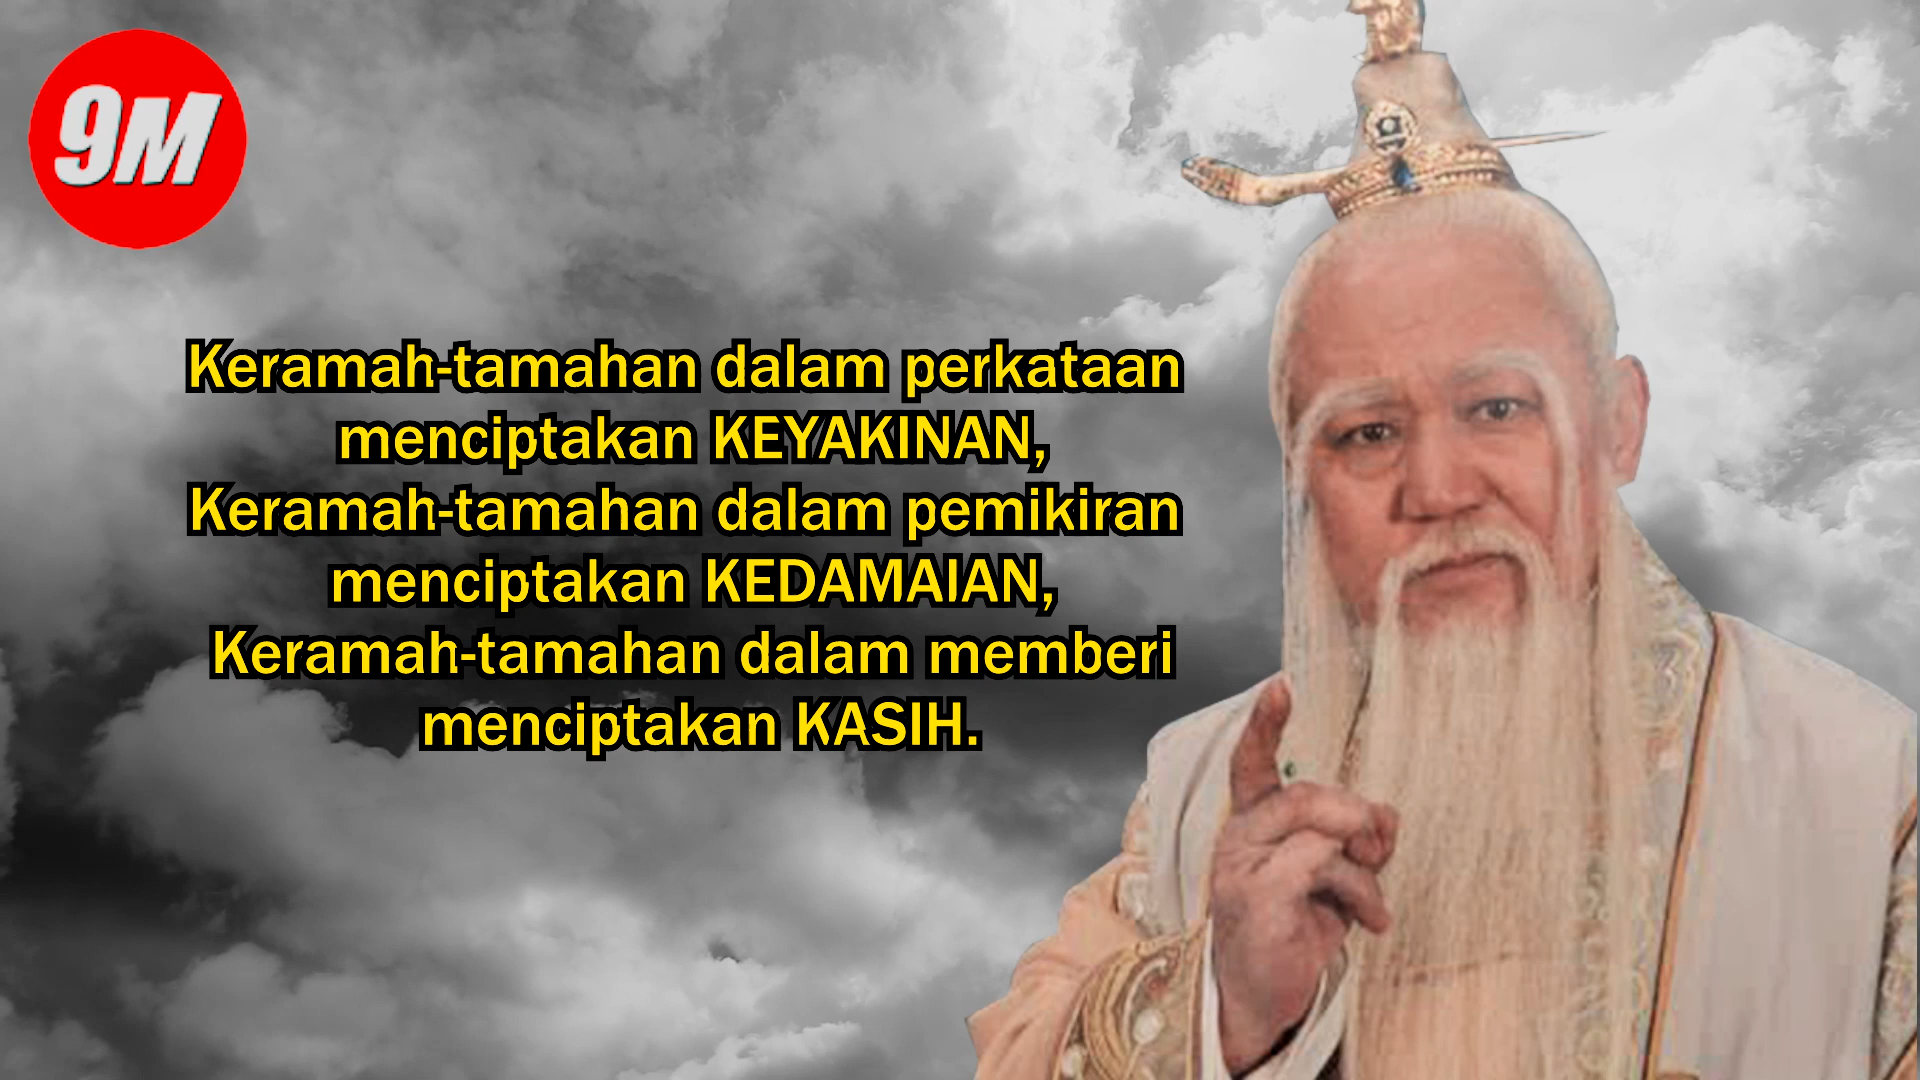 9M
Keramah-tamahan dalam perkataan
menciptakan KEYAKINAN,
Keramah-tamahan dalam pemikiran
menciptakan KEDAMAIAN,
Keramah-tamahan dalam memberi
menciptakan KASIH.